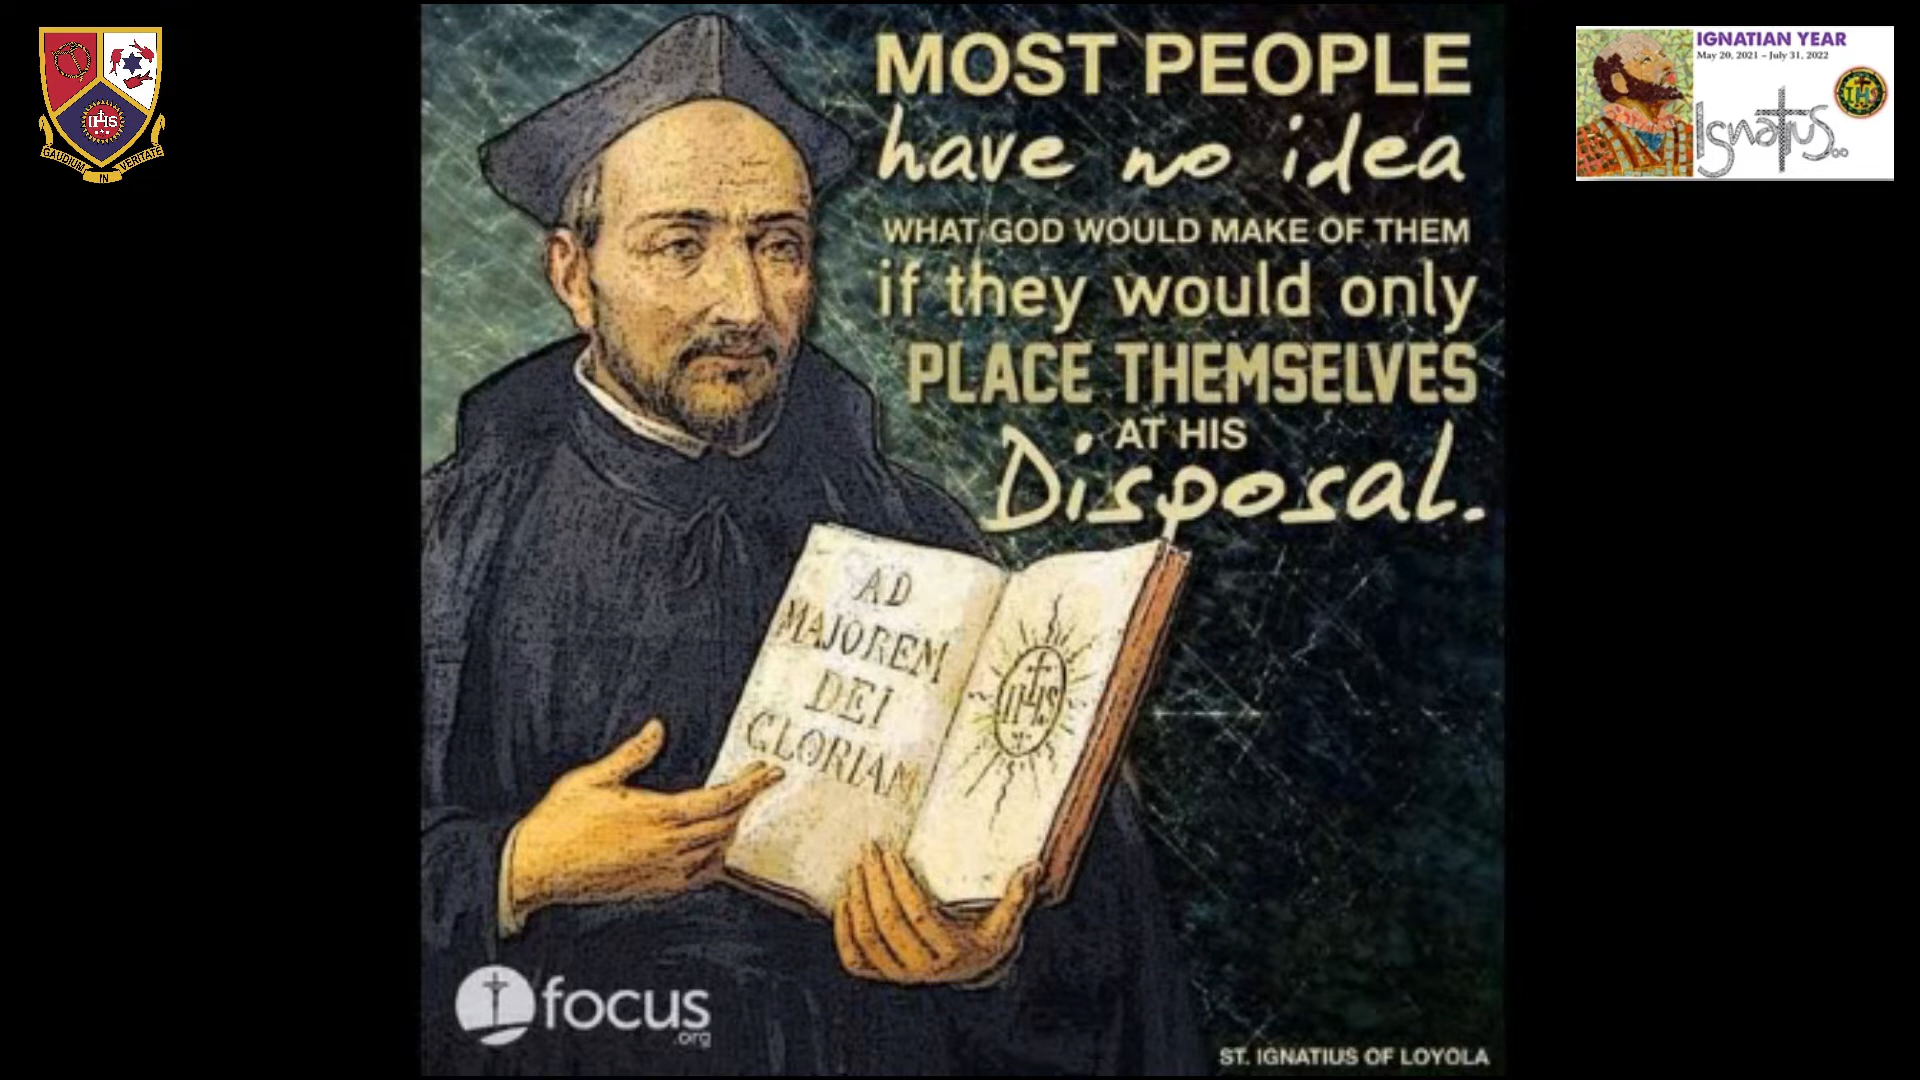 GAUDIUM IN VERITATE
IHS
MOST PEOPLE
have no idea
WHAT GOD WOULD MAKE OF THEM
if they would only
PLACE THEMSELVES
AT HIS
Disposal.
AD
MAJOREM
DEI
GLORIAM
IHS
focus
.org
ST. IGNATIUS OF LOYOLA
IGNATIAN YEAR
May 20, 2021 – July 31, 2022
Ignatius